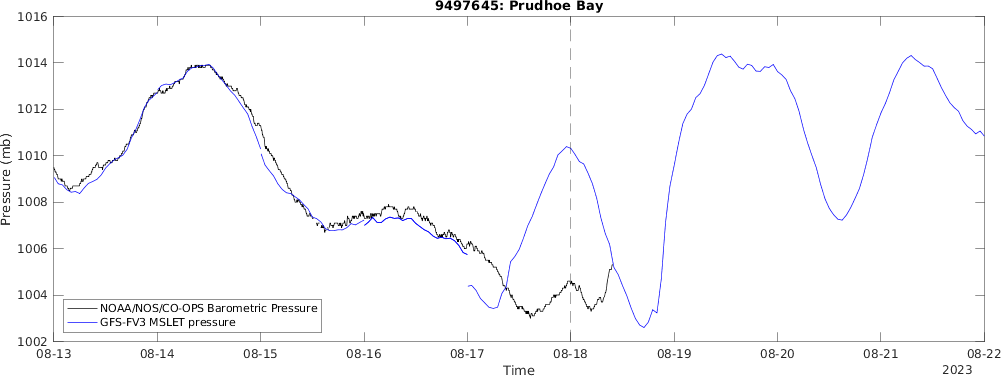 9497645: Prudhoe Bay
Pressure (mb)
1016
1014
1012
1010
1008
1006
1004
1002
NOAA/NOS/CO-OPS Barometric Pressure
GFS-FV3 MSLET pressure
08-13 08-14 08-15 08-16 08-17 08-18 08-19 08-20 08-21 08-22
Time
2023